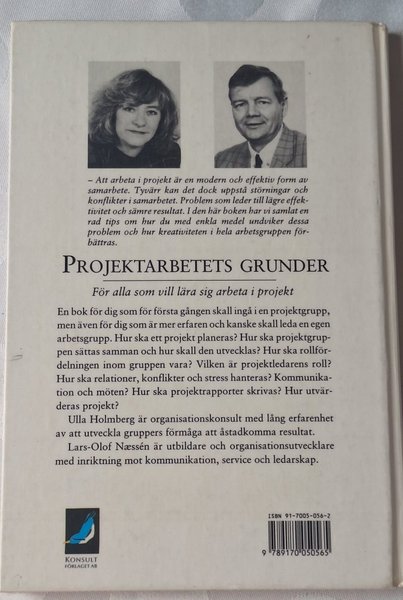 – Att arbeta i projekt är en modern och effektiv form av
samarbete. Tyvärr kan det dock uppstå störningar och
konflikter i samarbetet. Problem som leder till lägre effek-
tivitet och sämre resultat. I den här boken har vi samlat en
rad tips om hur du med enkla medel undviker dessa
problem och hur kreativiteten i hela arbetsgruppen för-
bättras.
PROJEKTARBETETS GRUNDER
För alla som vill lära sig arbeta i projekt
En bok för dig som för första gången skall ingå i en projektgrupp,
men även för dig som är mer erfaren och kanske skall leda en egen
arbetsgrupp. Hur ska ett projekt planeras? Hur ska projektgrup-
pen sättas samman och hur skall den utvecklas? Hur ska rollför-
delningen inom gruppen vara? Vilken är projektledarens roll?
Hur ska relationer, konflikter och stress hanteras? Kommunika-
tion och möten? Hur ska projektrapporter skrivas? Hur utvär-
deras projekt?
Ulla Holmberg är organisationskonsult med lång erfarenhet
av att utveckla gruppers förmåga att åstadkomma resultat.
Lars-Olof Næssén är utbildare och organisationsutvecklare
med inriktning mot kommunikation, service och ledarskap.
ISBN 91-7005-056-2
9 789170 050565
KONSULT
FÖRLAGET AB